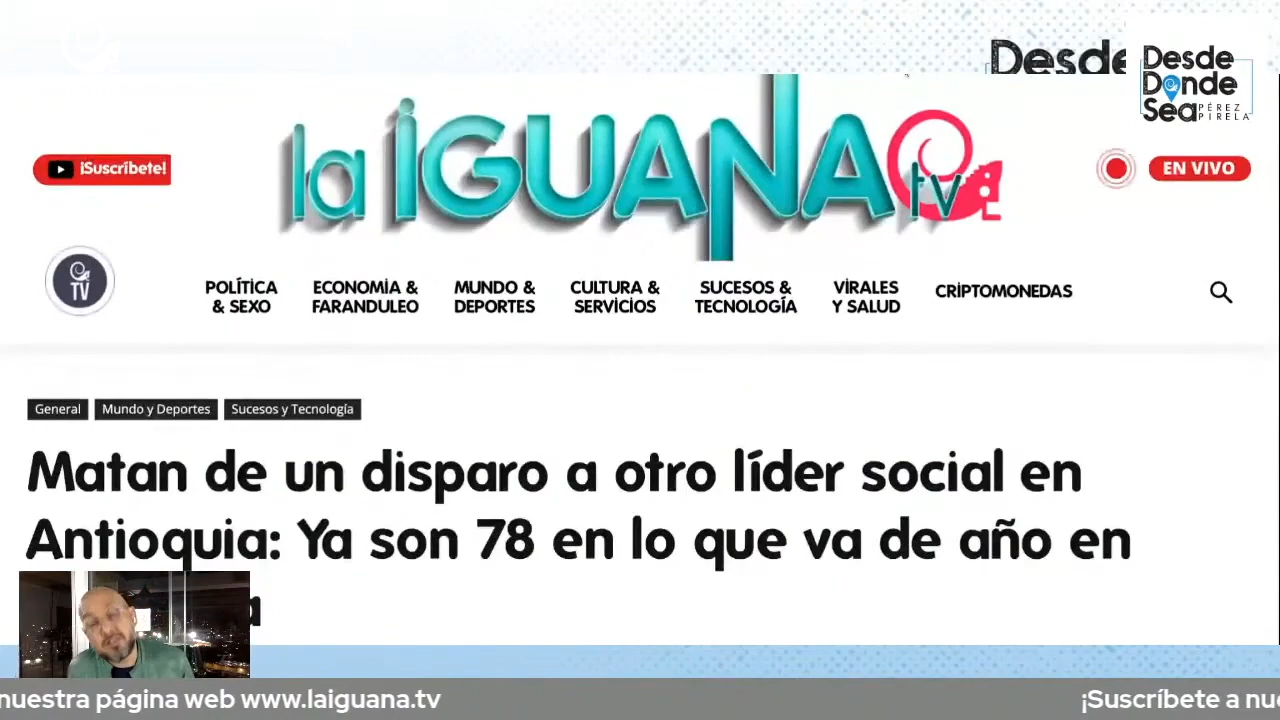 Desde
Desde
Donde
Sea PÉREZ
PIRELA
la IGUANA
tv
¡Suscríbete!
EN VIVO
TV
POLÍTICA
& SEXO
ECONOMÍA &
FARANDULEO
MUNDO &
DEPORTES
CULTURA &
SERVICIOS
SUCESOS &
TECNOLOGÍA
VIRALES
Y SALUD
CRIPTOMONEDAS
General
Mundo y Deportes
Sucesos y Tecnología
Matan de un disparo a otro líder social en
Antioquia: Ya son 78 en lo que va de año en
nuestra página web www.laiguana.tv
¡Suscríbete a nue